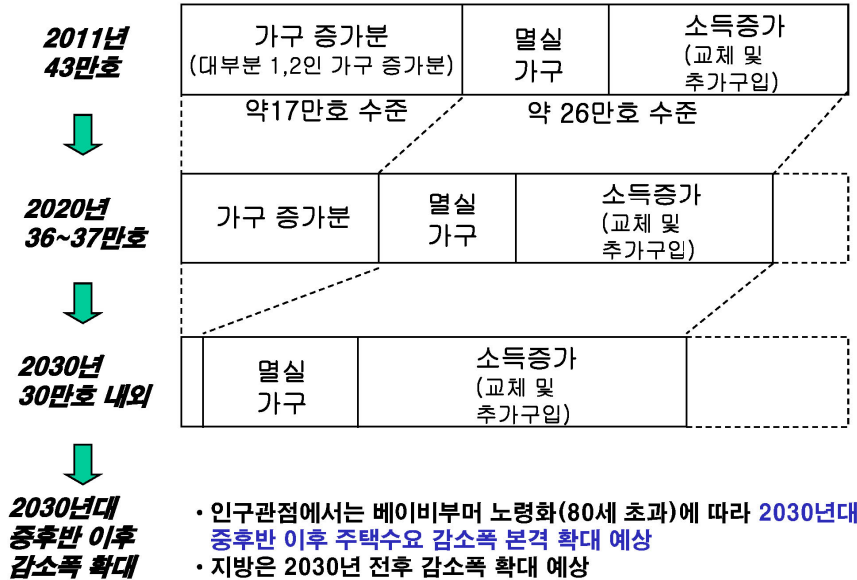 2011년
43만호
가구 증가분
(대부분 1,2인 가구 증가분)
멸실
가구
소득증가
(교체 및
추가구입)
약17만호 수준
약 26만호 수준
2020년
36~37만호
가구 증가분
멸실
가구
소득증가
(교체 및
추가구입)
2030년
30만호 내외
멸실
가구
소득증가
(교체 및
추가구입)
2030년대
중후반 이후
감소폭 확대
· 인구관점에서는 베이비부머 노령화(80세 초과)에 따라 2030년대
중후반 이후 주택수요 감소폭 본격 확대 예상
· 지방은 2030년 전후 감소폭 확대 예상